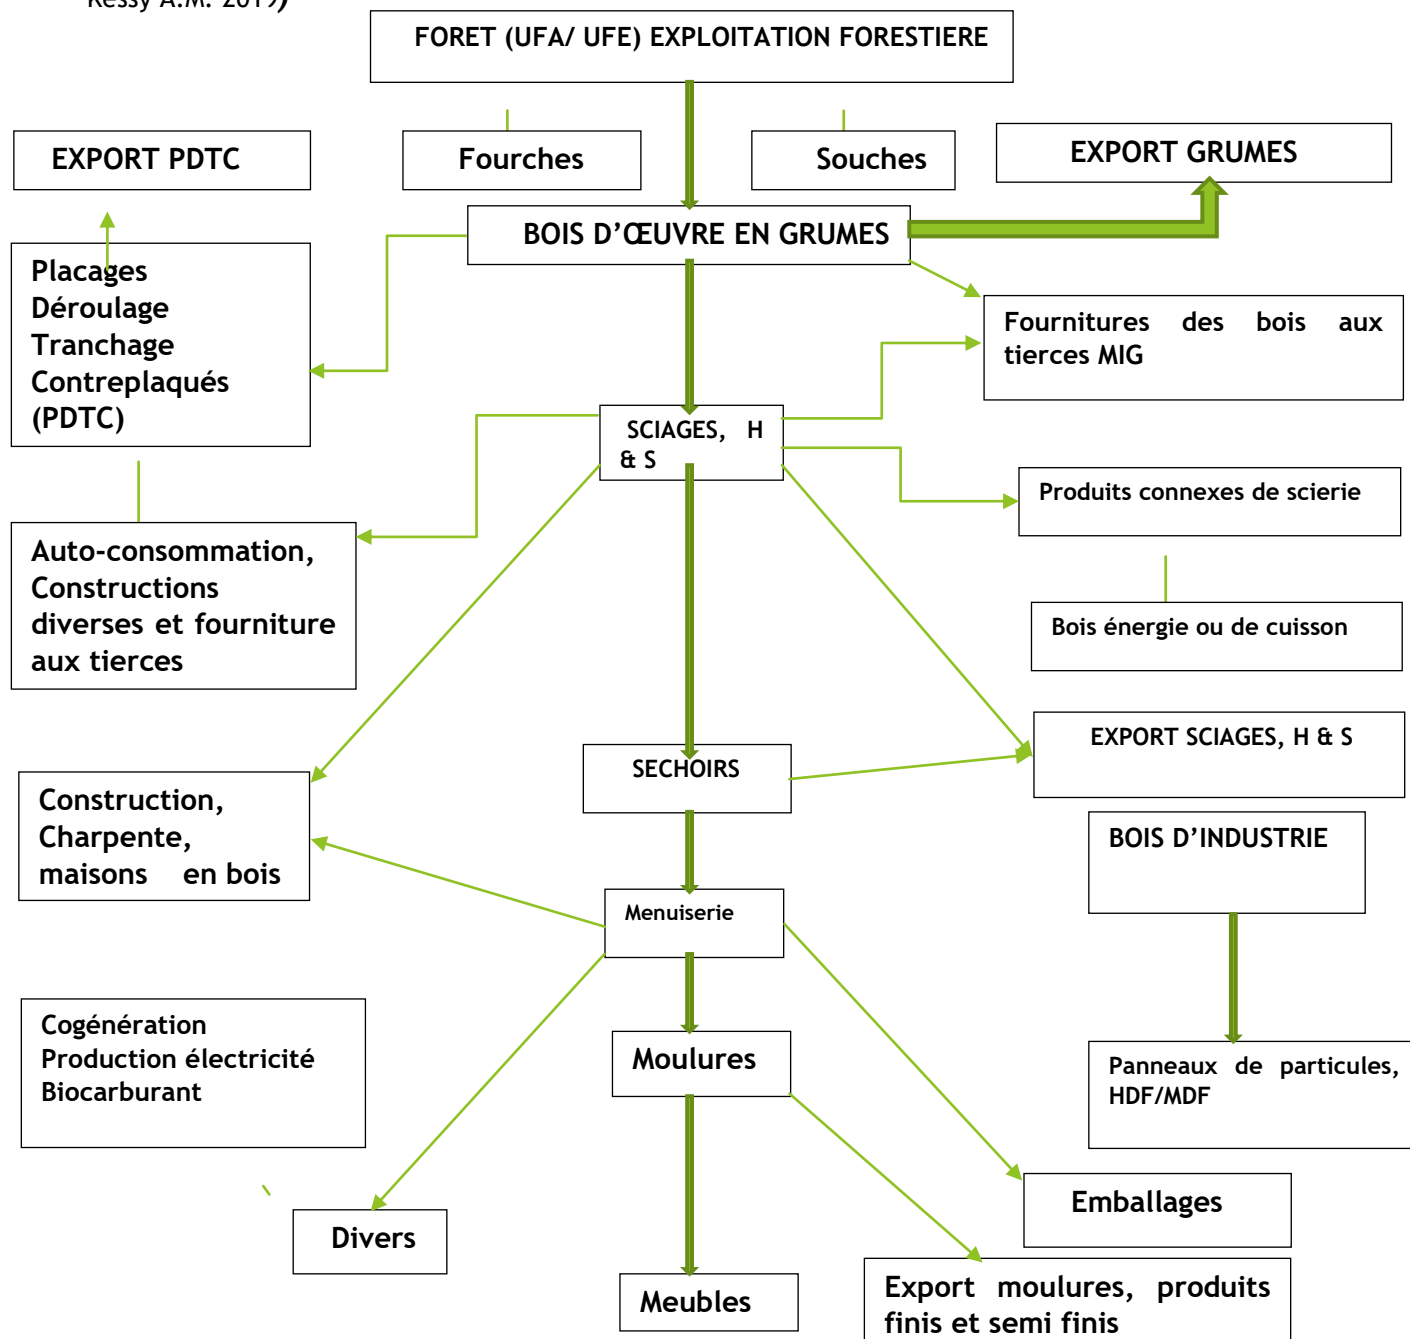 Kessy A.M. 2019)
FORET (UFA/ UFE) EXPLOITATION FORESTIERE
EXPORT PDTC
Fourches
Souches
EXPORT GRUMES
BOIS D’ŒUVRE EN GRUMES
Placages
Déroulage
Tranchage
Contreplaqués
(PDTC)
Fournitures des bois aux
tierces MIG
SCIAGES, H
& S
Produits connexes de scierie
Auto-consommation,
Constructions
diverses et fourniture
aux tierces
Bois énergie ou de cuisson
EXPORT SCIAGES, H & S
SECHOIRS
Construction,
Charpente,
maisons en bois
BOIS D’INDUSTRIE
Menuiserie
Cogénération
Production électricité
Biocarburant
Moulures
Panneaux de particules,
HDF/MDF
Emballages
Divers
Meubles
Export moulures, produits
finis et semi finis